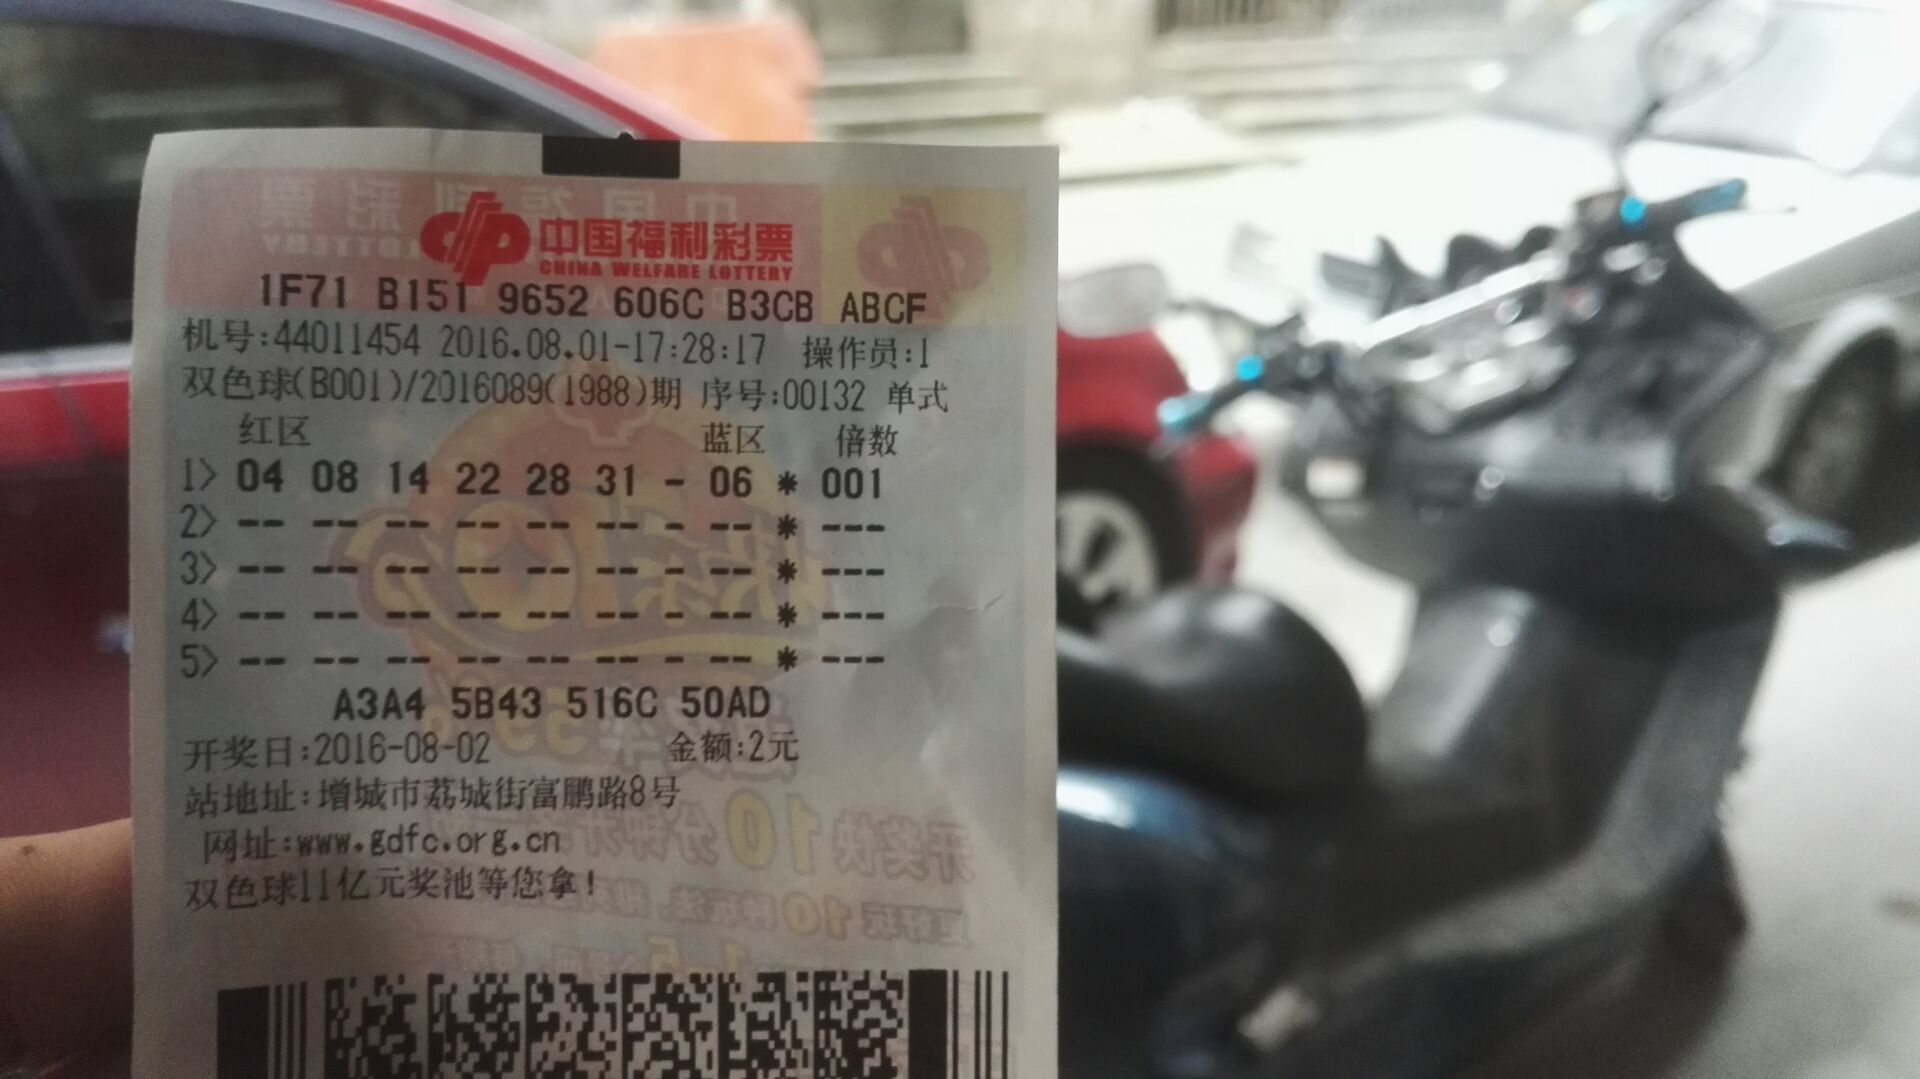 中国福利彩票
CHINA WELFARE LOTTERY
1F71 B151 9652 606C B3CB ABCF
机号:44011454 2016.08.01-17:28:17 操作员:1
双色球(B001)/2016089(1988)期 序号:00132 单式
红区 蓝区 倍数
1> 04 08 14 22 28 31 - 06 * 001
2> -- -- -- -- -- -- - -- * ---
3> -- -- -- -- -- -- - -- * ---
4> -- -- -- -- -- -- - -- * ---
5> -- -- -- -- -- -- - -- * ---
A3A4 5B43 516C 50AD
开奖日:2016-08-02 金额:2元
站地址:增城市荔城街富鹏路8号
网址:www.gdfc.org.cn
双色球11亿元奖池等您拿!